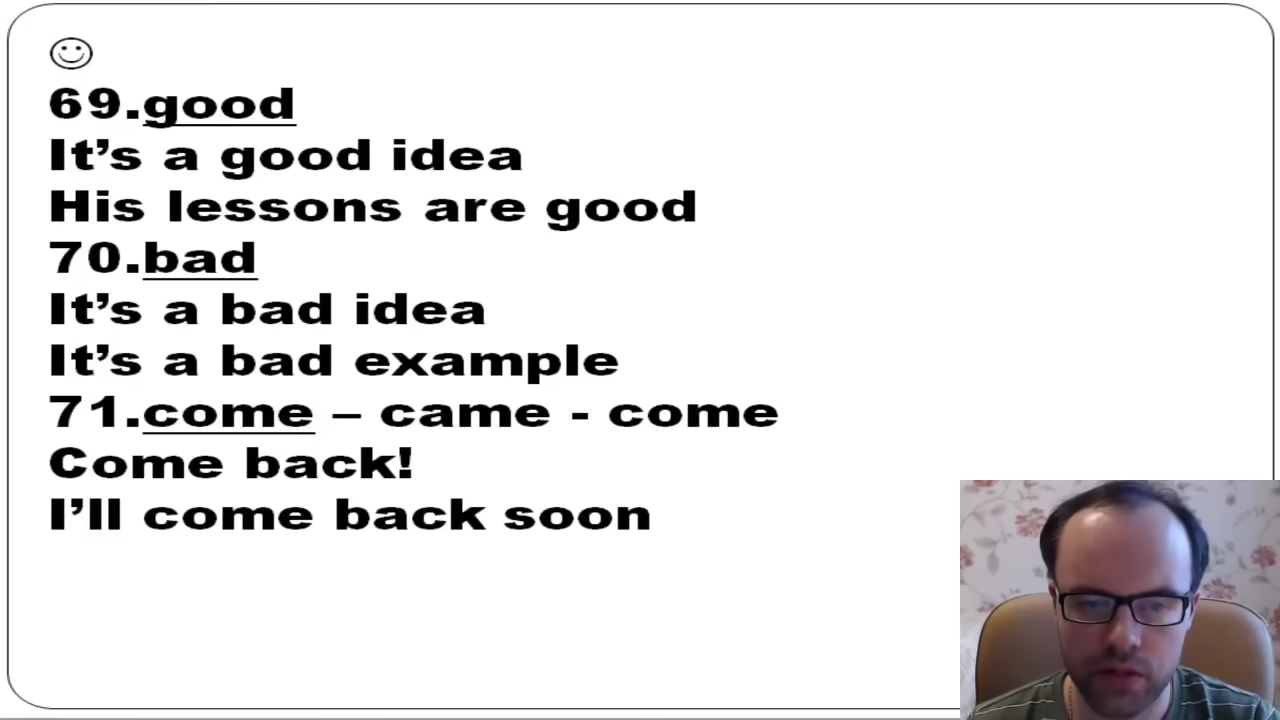 69.good
It’s a good idea
His lessons are good
70.bad
It’s a bad idea
It’s a bad example
71.come – came - come
Come back!
I’ll come back soon